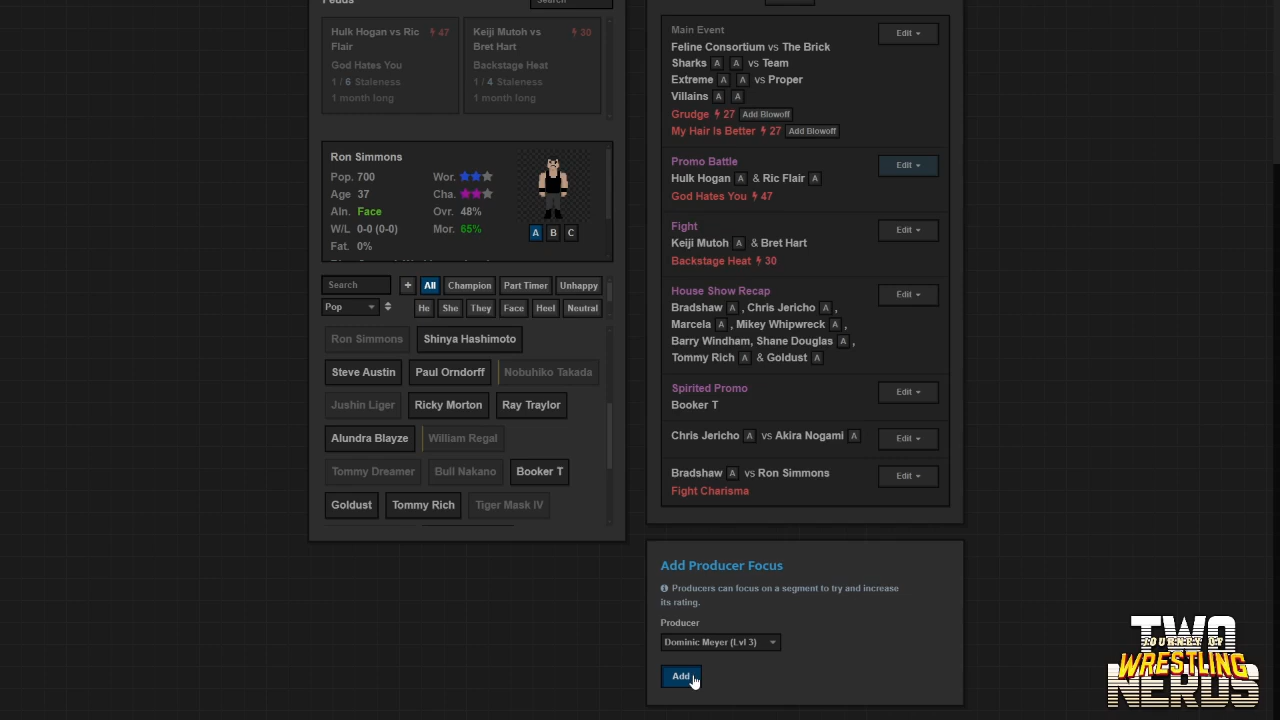 Feuds
Search
Hulk Hogan vs Ric 47
Flair
God Hates You
1 / 6 Staleness
1 month long
Keiji Mutoh vs 30
Bret Hart
Backstage Heat
1 / 4 Staleness
1 month long
Ron Simmons
Pop. 700
Wor.
Age 37
Cha.
Aln. Face
Ovr. 48%
W/L 0-0 (0-0)
Mor. 65%
Fat. 0%
A B C
Search
+ All Champion Part Timer Unhappy
Pop
He She They Face Heel Neutral
Ron Simmons Shinya Hashimoto
Steve Austin Paul Orndorff Nobuhiko Takada
Jushin Liger Ricky Morton Ray Traylor
Alundra Blayze William Regal
Tommy Dreamer Bull Nakano Booker T
Goldust Tommy Rich Tiger Mask IV
Main Event
Edit
Feline Consortium vs The Brick
Sharks A A vs Team
Extreme A A vs Proper
Villains A A
Grudge 27 Add Blowoff
My Hair Is Better 27 Add Blowoff
Promo Battle
Edit
Hulk Hogan A & Ric Flair A
God Hates You 47
Fight
Edit
Keiji Mutoh A & Bret Hart
Backstage Heat 30
House Show Recap
Edit
Bradshaw A , Chris Jericho A ,
Marcela A , Mikey Whipwreck A ,
Barry Windham, Shane Douglas A ,
Tommy Rich A & Goldust A
Spirited Promo
Edit
Booker T
Chris Jericho A vs Akira Nogami A
Edit
Bradshaw A vs Ron Simmons
Edit
Fight Charisma
Add Producer Focus
Producers can focus on a segment to try and increase
its rating.
Producer
Dominic Meyer (Lvl 3)
Add
TWO
JOURNEY OF
WRESTLING
NERDS